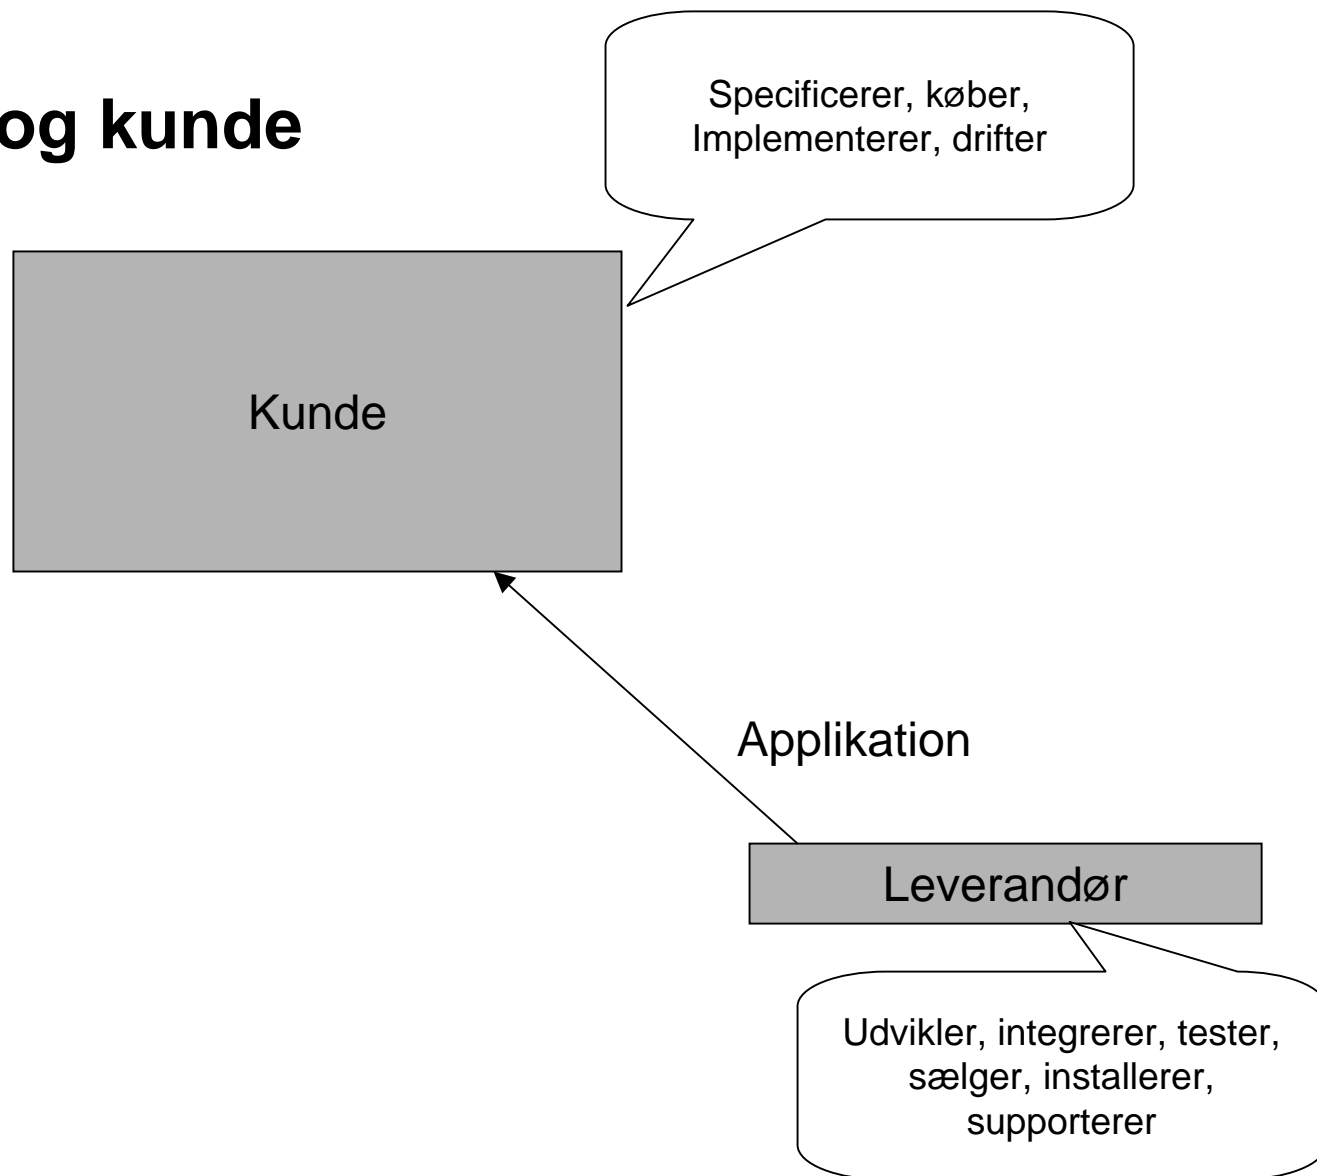 og kunde
Specificerer, køber,
Implementerer, drifter
Kunde
Applikation
Leverandør
Udvikler, integrerer, tester,
sælger, installerer,
supporterer